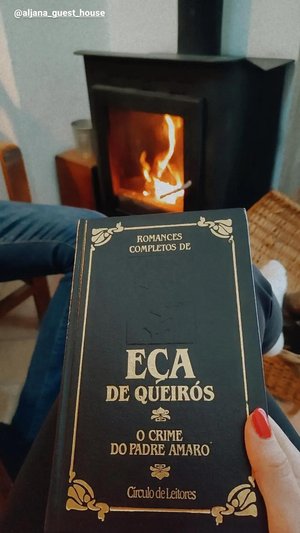 @aljana_guest_house
ROMANCES
COMPLETOS DE
EÇA
DE QUEIRÓS
O CRIME
DO PADRE AMARO
Círculo de Leitores